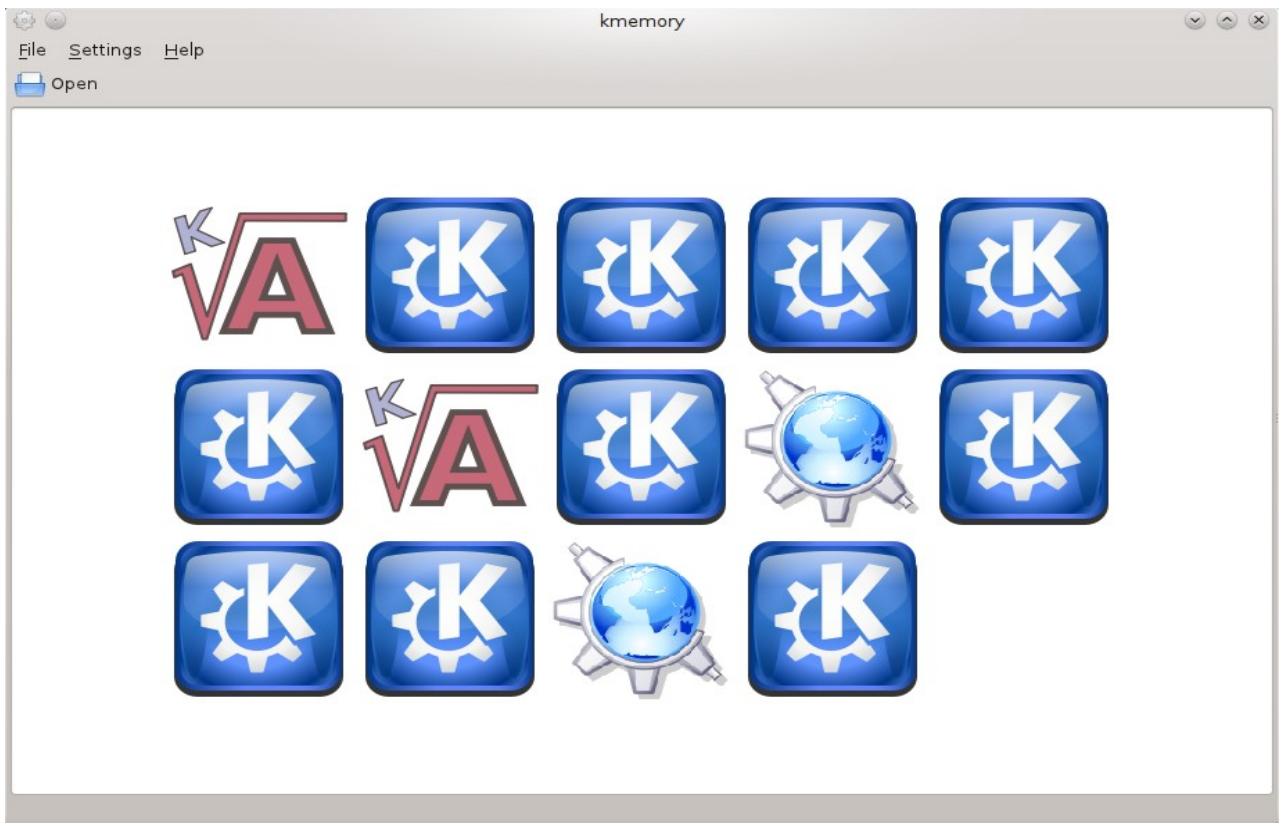 kmemory
File Settings Help
Open
K √A K K K K
K K √A K K
K K K